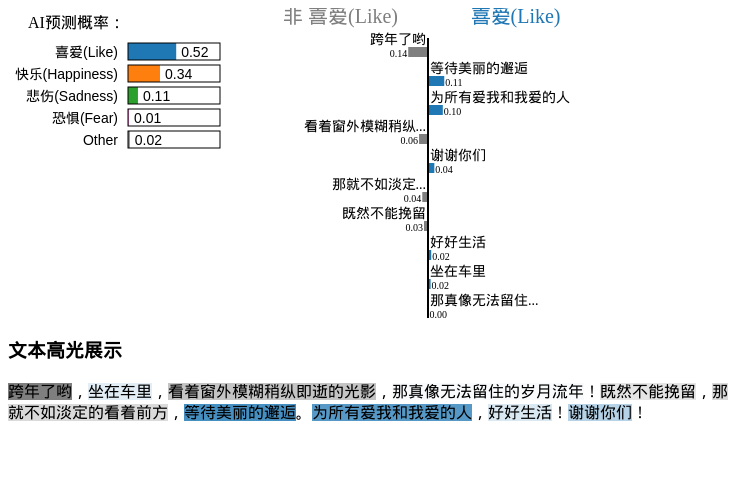 AI预测概率：
喜爱(Like) 0.52
快乐(Happiness) 0.34
悲伤(Sadness) 0.11
恐惧(Fear) 0.01
Other 0.02
非 喜爱(Like) 喜爱(Like)
跨年了哟
0.14
等待美丽的邂逅
0.11
为所有爱我和我爱的人
0.10
看着窗外模糊稍纵...
0.06
谢谢你们
0.04
那就不如淡定...
0.04
既然不能挽留
0.03
好好生活
0.02
坐在车里
0.02
那真像无法留住...
0.00
文本高光展示
跨年了哟，坐在车里，看着窗外模糊稍纵即逝的光影，那真像无法留住的岁月流年！既然不能挽留，那
就不如淡定的看着前方，等待美丽的邂逅。为所有爱我和我爱的人，好好生活！谢谢你们！